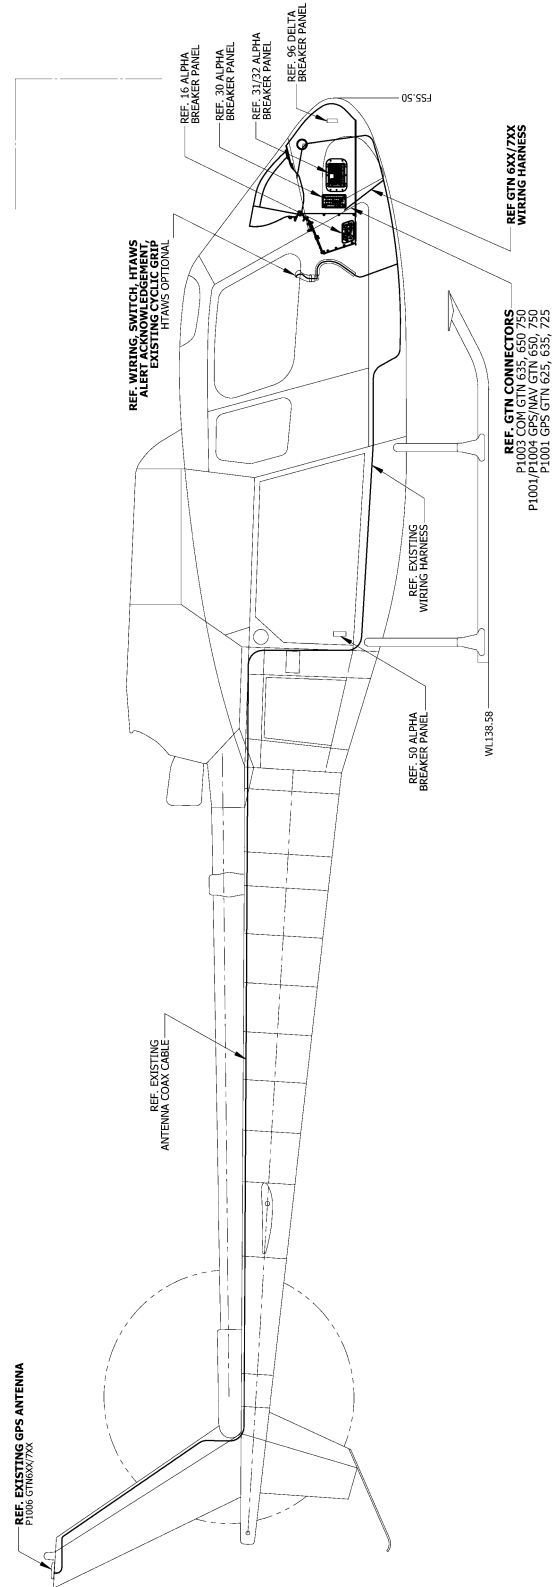 REF. EXISTING GPS ANTENNA
P1006 GTN6XX/7XX
REF. EXISTING
ANTENNA COAX CABLE
REF. WIRING, SWITCH, HTAWS
ALERT ACKNOWLEDGEMENT,
EXISTING CYCLIC GRIP
HTAWS OPTIONAL
REF. 16 ALPHA
BREAKER PANEL
REF. 30 ALPHA
BREAKER PANEL
REF. 31/32 ALPHA
BREAKER PANEL
REF. 96 DELTA
BREAKER PANEL
FS5.50
REF. 50 ALPHA
BREAKER PANEL
WL138.58
REF. EXISTING
WIRING HARNESS
REF. GTN CONNECTORS
P1003 COM GTN 635, 650 750
P1001/P1004 GPS/NAV GTN 650, 750
P1001 GPS GTN 625, 635, 725
REF GTN 6XX/7XX
WIRING HARNESS